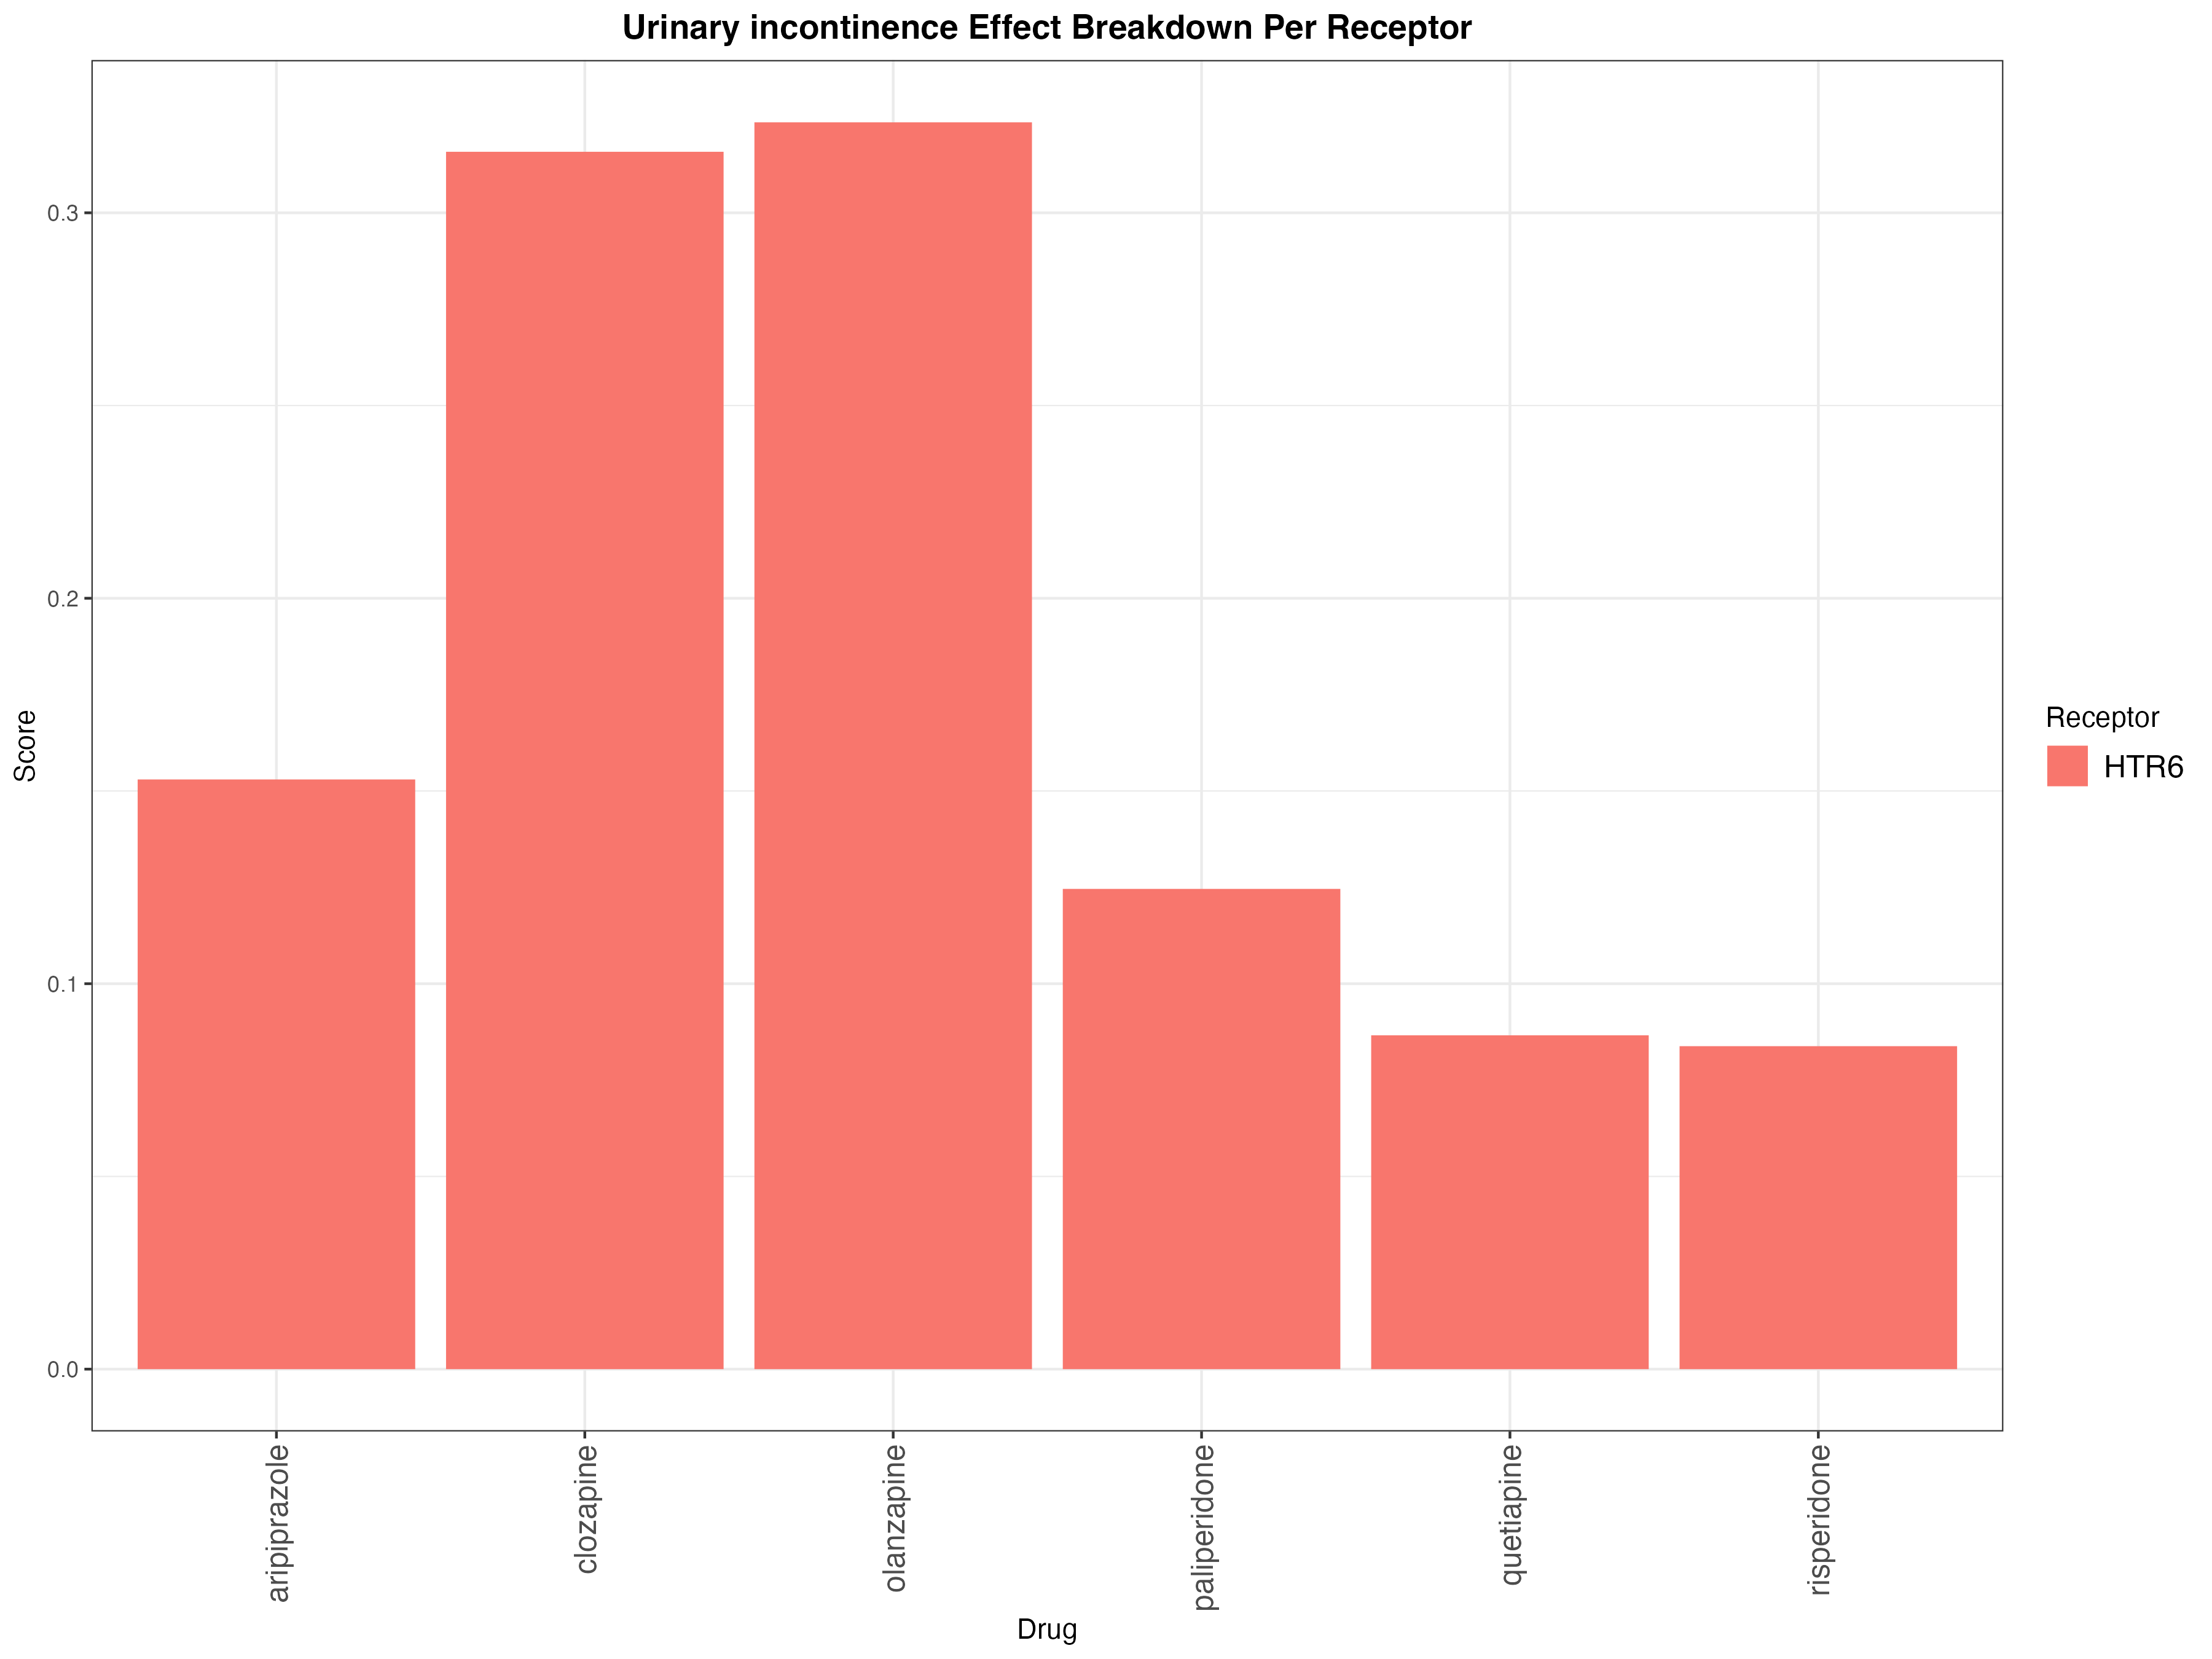 Urinary incontinence Effect Breakdown Per Receptor
Score
0.3
0.2
0.1
0.0
aripiprazole
clozapine
olanzapine
paliperidone
quetiapine
risperidone
Drug
Receptor
HTR6